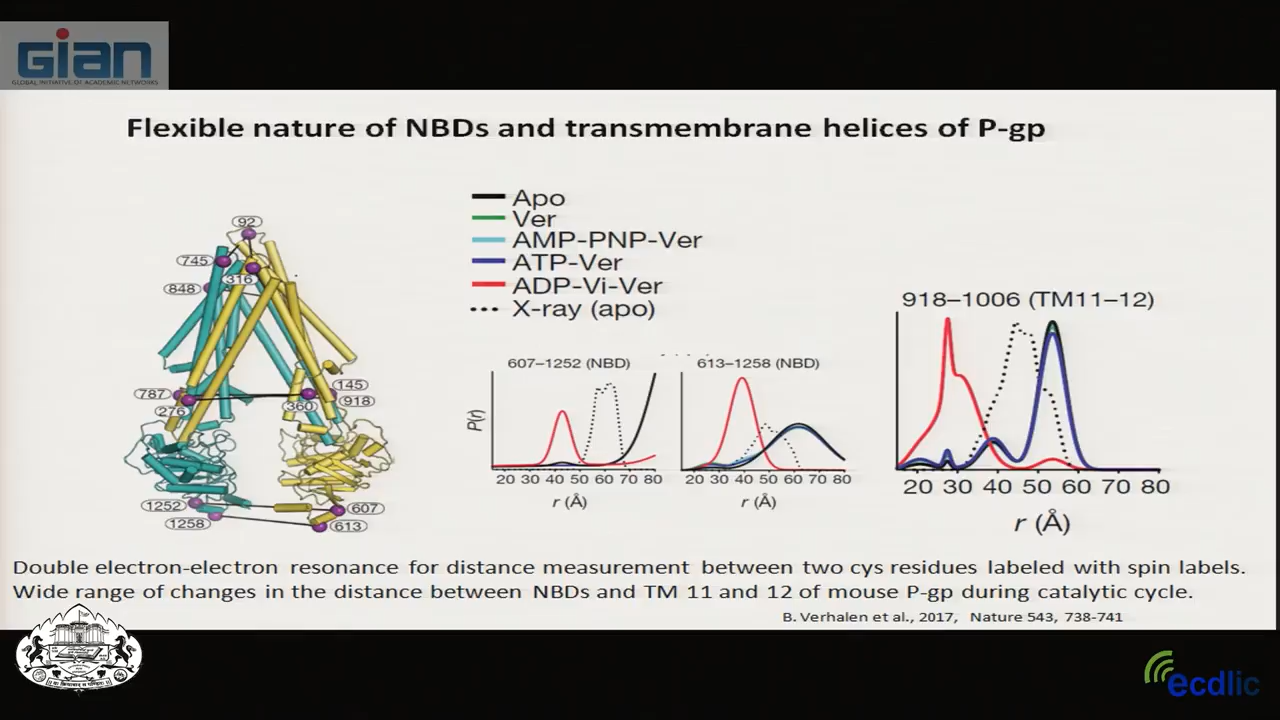 GIAN
GLOBAL INITIATIVE OF ACADEMIC NETWORKS
Flexible nature of NBDs and transmembrane helices of P-gp
Apo
Ver
AMP-PNP-Ver
ATP-Ver
ADP-Vi-Ver
X-ray (apo)
92
745
316
848
787
276
145
360
918
1252
1258
607
613
607–1252 (NBD)
P(r)
20 30 40 50 60 70 80
r (Å)
613–1258 (NBD)
20 30 40 50 60 70 80
r (Å)
918–1006 (TM11–12)
20 30 40 50 60 70 80
r (Å)
Double electron-electron resonance for distance measurement between two cys residues labeled with spin labels.
Wide range of changes in the distance between NBDs and TM 11 and 12 of mouse P-gp during catalytic cycle.
B. Verhalen et al., 2017, Nature 543, 738-741
ecdlic